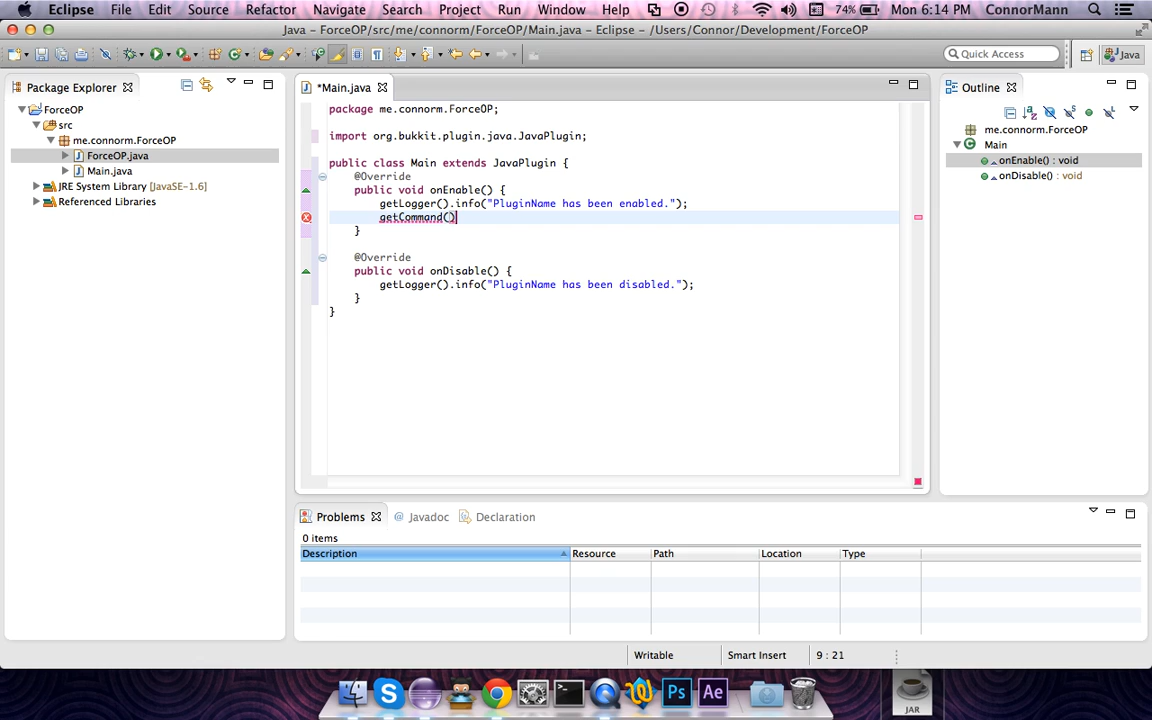 Eclipse File Edit Source Refactor Navigate Search Project Run Window Help 74% Mon 6:14 PM ConnorMann
Java – ForceOP/src/me/connorm/ForceOP/Main.java – Eclipse – /Users/Connor/Development/ForceOP
Quick Access Java
Package Explorer
ForceOP
src
me.connorm.ForceOP
ForceOP.java
Main.java
JRE System Library [JavaSE-1.6]
Referenced Libraries
*Main.java
package me.connorm.ForceOP;
import org.bukkit.plugin.java.JavaPlugin;
public class Main extends JavaPlugin {
@Override
public void onEnable() {
getLogger().info("PluginName has been enabled.");
getCommand()
}
@Override
public void onDisable() {
getLogger().info("PluginName has been disabled.");
}
}
Outline
me.connorm.ForceOP
Main
onEnable() : void
onDisable() : void
Problems @ Javadoc Declaration
0 items
Description Resource Path Location Type
Writable Smart Insert 9 : 21
Ps Ae
JAR